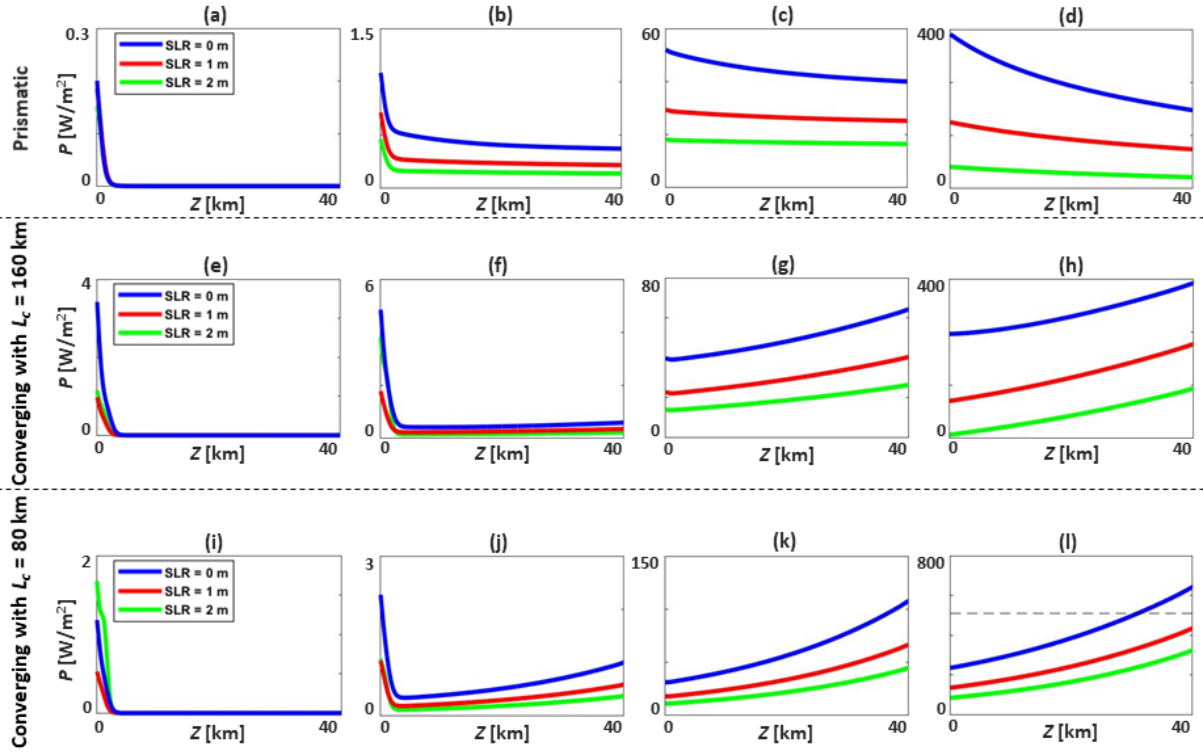 Prismatic
(a)
(b)
(c)
(d)
0.3
SLR = 0 m
SLR = 1 m
SLR = 2 m
P [W/m²]
0
0
40
Z [km]
1.5
0
0
40
Z [km]
60
0
0
40
Z [km]
400
0
0
40
Z [km]
Converging with Lc = 160 km
(e)
(f)
(g)
(h)
4
SLR = 0 m
SLR = 1 m
SLR = 2 m
P [W/m²]
0
0
40
Z [km]
6
0
0
40
Z [km]
80
0
0
40
Z [km]
400
0
0
40
Z [km]
Converging with Lc = 80 km
(i)
(j)
(k)
(l)
2
SLR = 0 m
SLR = 1 m
SLR = 2 m
P [W/m²]
0
0
40
Z [km]
3
0
0
40
Z [km]
150
0
0
40
Z [km]
800
0
0
40
Z [km]